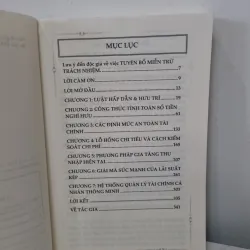 MỤC LỤC
Lưu ý đến độc giả về việc TUYÊN BỐ MIỄN TRỪ
TRÁCH NHIỆM
LỜI CẢM ƠN
LỜI MỞ ĐẦU
CHƯƠNG 1: LUẬT HẤP DẪN & HƯU TRÍ
CHƯƠNG 2: CÔNG THỨC TÍNH TOÁN SỐ TIỀN
NGHỈ HƯU
CHƯƠNG 3: CÁC ĐỊNH MỨC AN TOÀN TÀI
CHÍNH
CHƯƠNG 4: LỖ HỔNG CHI TIÊU VÀ CÁCH
KIỂM SOÁT CHI PHÍ
CHƯƠNG 5: PHƯƠNG PHÁP GIA TĂNG THU
NHẬP HIỆN TẠI
CHƯƠNG 6: GIẢI MÃ SỨC MẠNH CỦA LÃI SUẤT
KÉP
CHƯƠNG 7: HỆ THỐNG QUẢN LÝ TÀI CHÍNH CÁ
NHÂN THÔNG MINH
LỜI KẾT
VỀ TÁC GIẢ